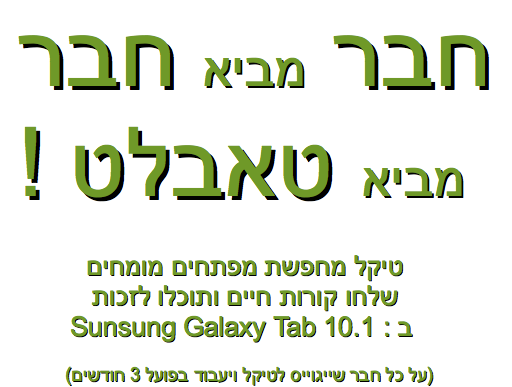 חבר מביא חבר
מביא טאבלט !
טיקל מחפשת מפתחים מומחים
שלחו קורות חיים ותוכלו לזכות
ב : Sunsung Galaxy Tab 10.1
(על כל חבר שייגוייס לטיקל ויעבוד בפועל 3 חודשים)